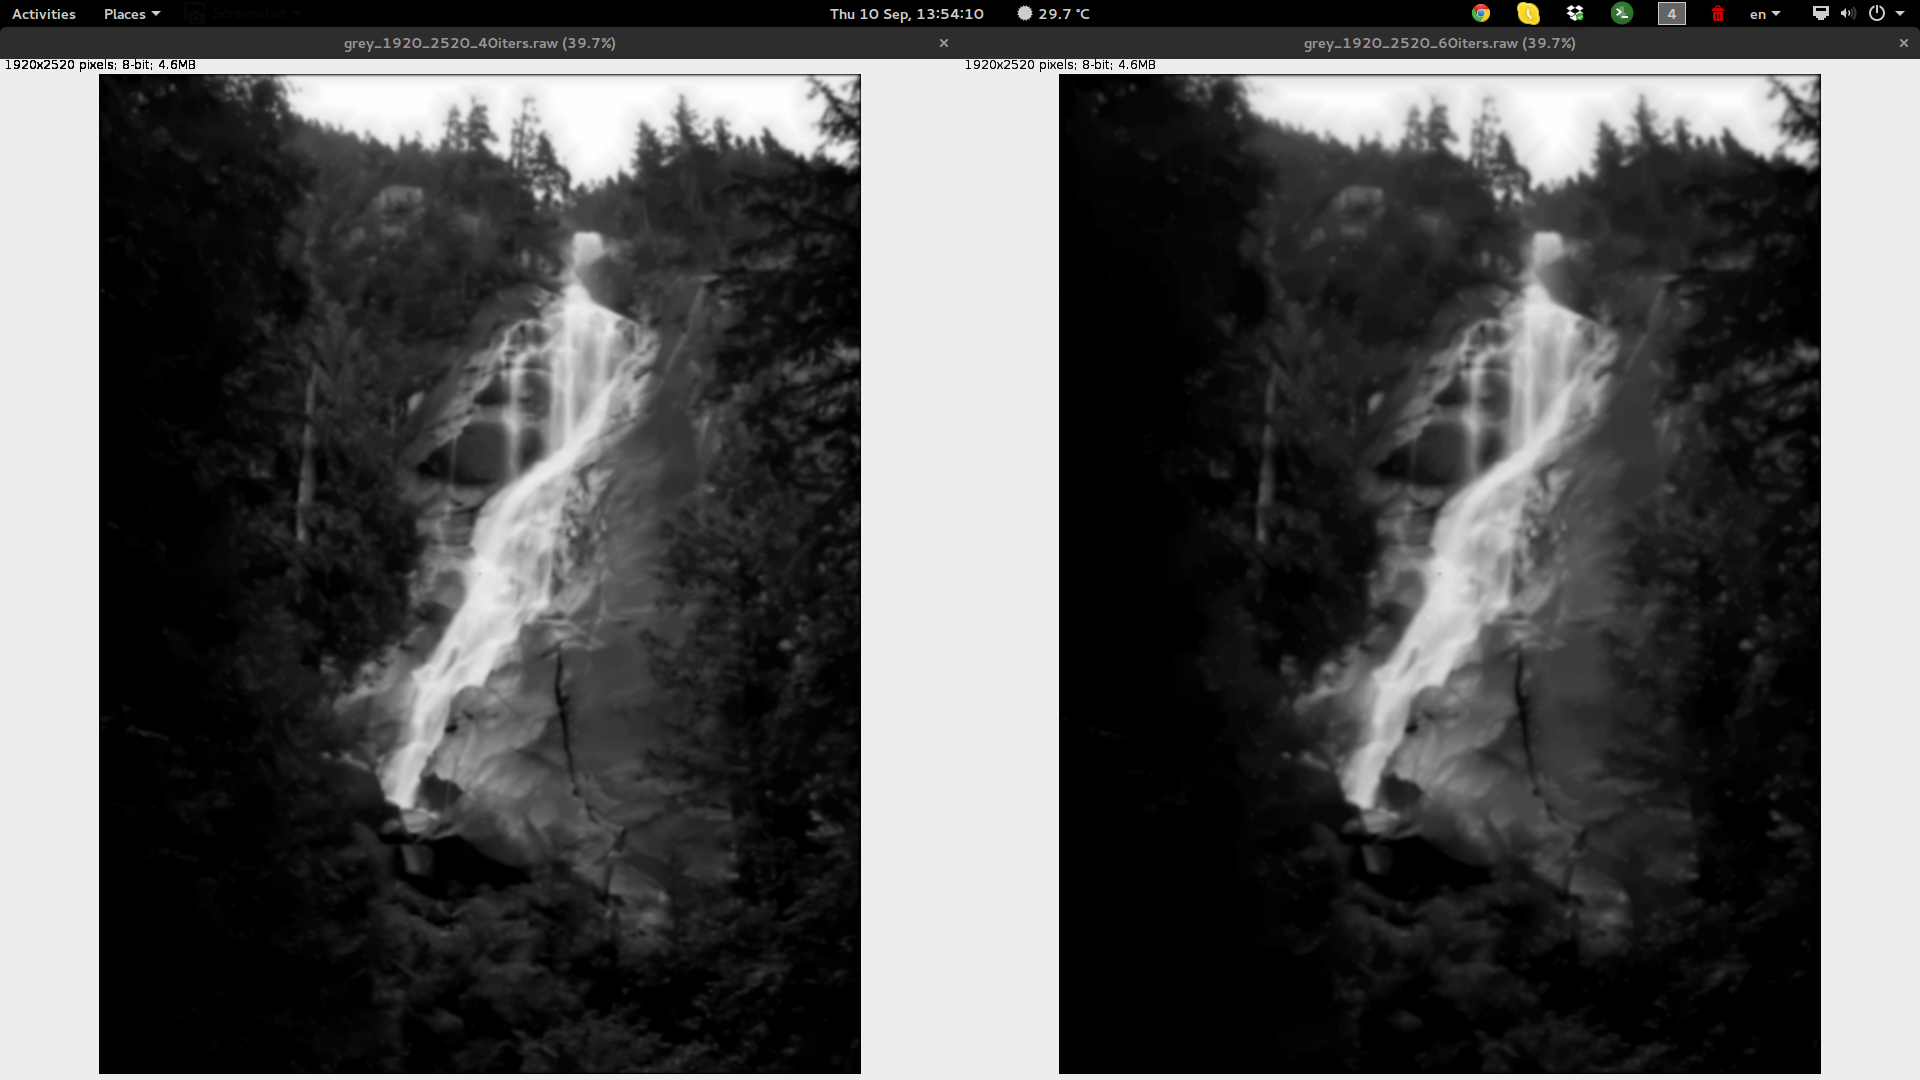 Activities Places Screenshot Thu 10 Sep, 13:54:10 29.7 °C 4 en
grey_1920_2520_40iters.raw (39.7%) × grey_1920_2520_60iters.raw (39.7%) ×
1920x2520 pixels; 8-bit; 4.6MB 1920x2520 pixels; 8-bit; 4.6MB